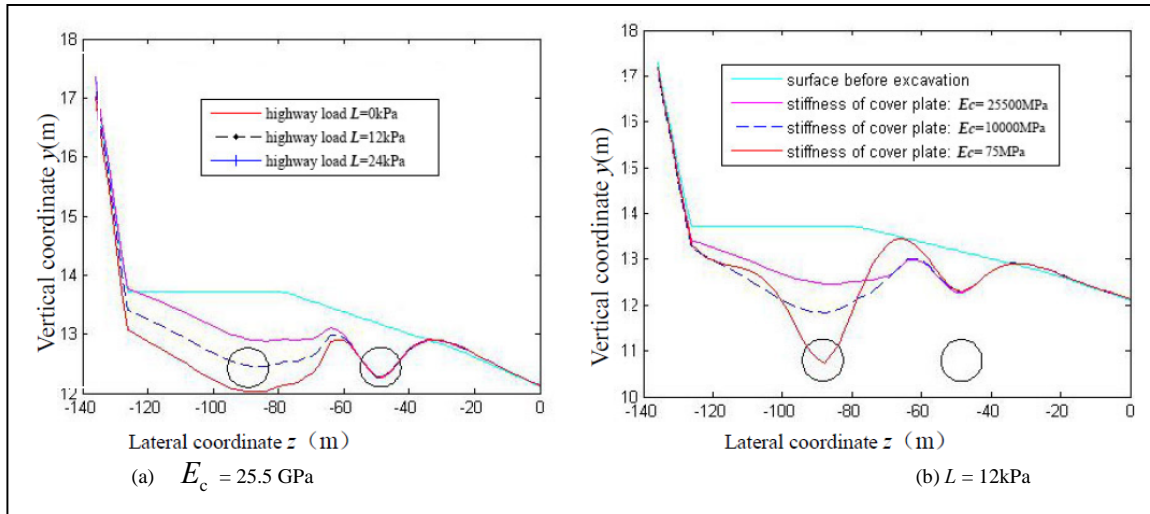 18
17
16
15
14
13
12
Vertical coordinate y(m)
highway load L=0kPa
highway load L=12kPa
highway load L=24kPa
-140 -120 -100 -80 -60 -40 -20 0
Lateral coordinate z (m)
(a) Ec = 25.5 GPa
18
17
16
15
14
13
12
11
10
Vertical coordinate y(m)
surface before excavation
stiffness of cover plate: Ec= 25500MPa
stiffness of cover plate: Ec=10000MPa
stiffness of cover plate: Ec= 75MPa
-140 -120 -100 -80 -60 -40 -20 0
Lateral coordinate z (m)
(b) L = 12kPa